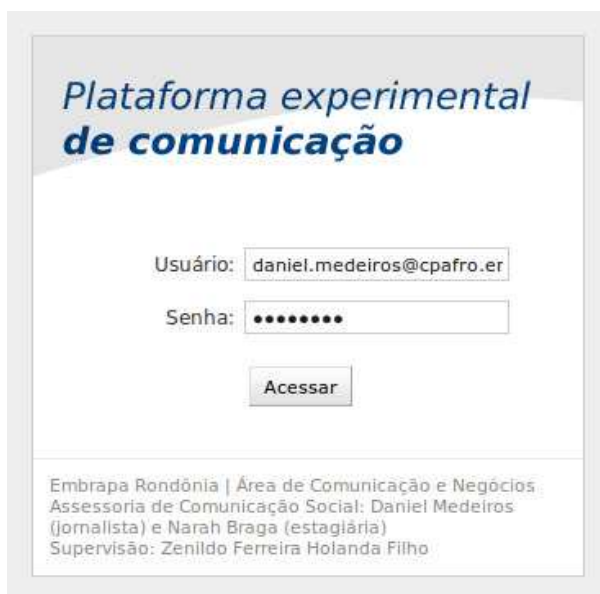 Plataforma experimental
de comunicação
Usuário: daniel.medeiros@cpafro.er
Senha: ••••••••
Acessar
Embrapa Rondônia | Área de Comunicação e Negócios
Assessoria de Comunicação Social: Daniel Medeiros
(jornalista) e Narah Braga (estagiária)
Supervisão: Zenildo Ferreira Holanda Filho